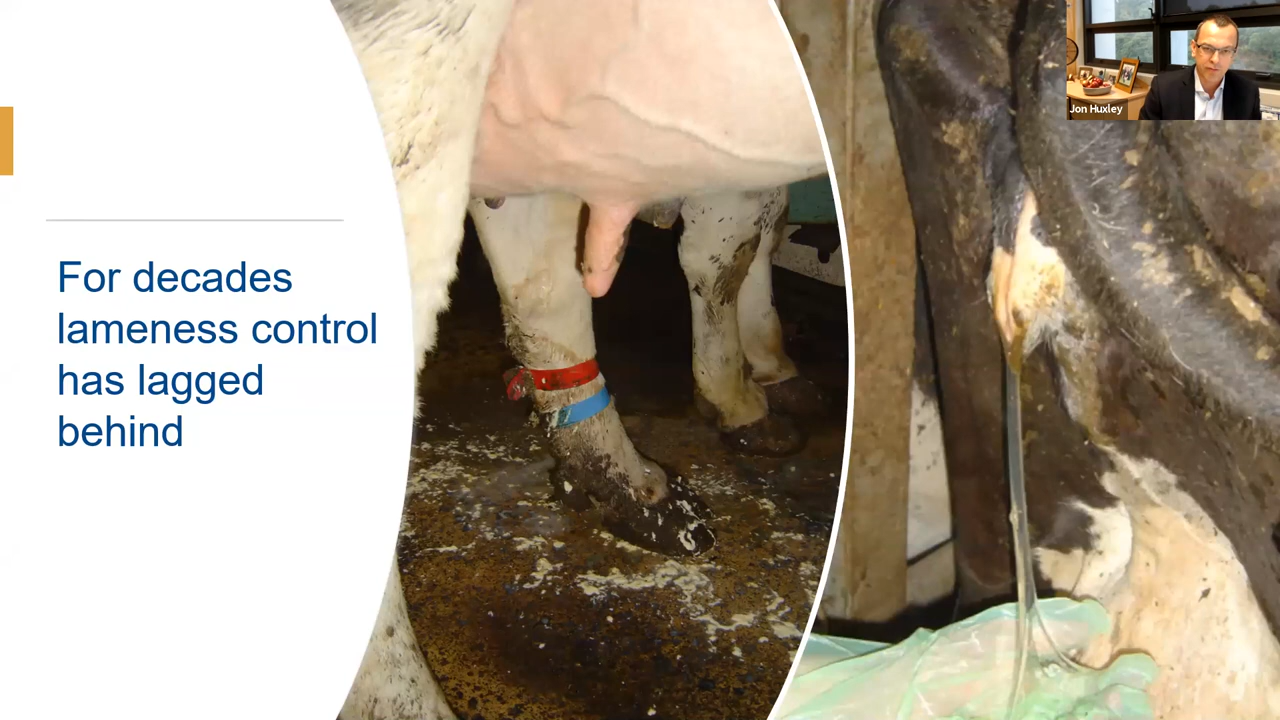 For decades
lameness control
has lagged
behind
Jon Huxley